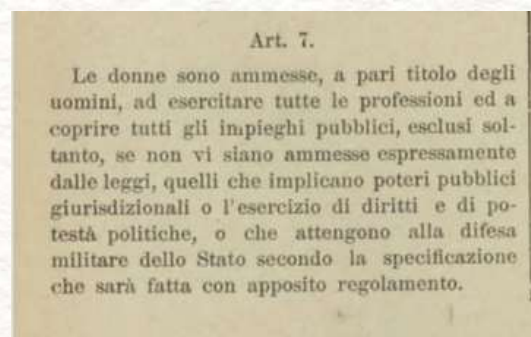 Art. 7.
Le donne sono ammesse, a pari titolo degli
uomini, ad esercitare tutte le professioni ed a
coprire tutti gli impieghi pubblici, esclusi sol-
tanto, se non vi siano ammesse espressamente
dalle leggi, quelli che implicano poteri pubblici
giurisdizionali o l'esercizio di diritti e di po-
testà politiche, o che attengono alla difesa
militare dello Stato secondo la specificazione
che sarà fatta con apposito regolamento.